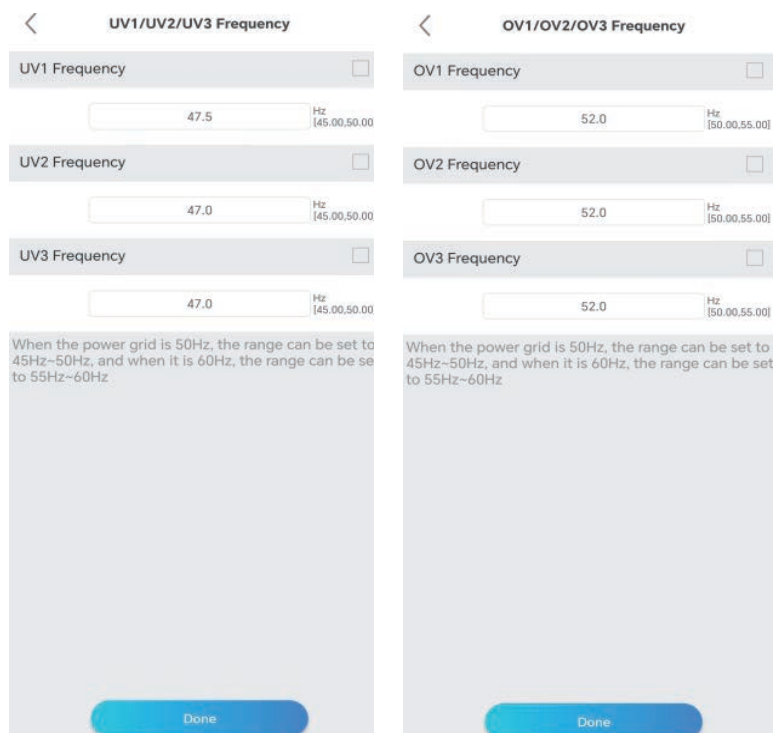 UV1/UV2/UV3 Frequency
UV1 Frequency
47.5
Hz
[45.00,50.00
UV2 Frequency
47.0
Hz
[45.00,50.00
UV3 Frequency
47.0
Hz
[45.00,50.00
When the power grid is 50Hz, the range can be set to
45Hz~50Hz, and when it is 60Hz, the range can be se
to 55Hz~60Hz
Done
OV1/OV2/OV3 Frequency
OV1 Frequency
52.0
Hz
[50.00,55.00]
OV2 Frequency
52.0
Hz
[50.00,55.00]
OV3 Frequency
52.0
Hz
[50.00,55.00]
When the power grid is 50Hz, the range can be set to
45Hz~50Hz, and when it is 60Hz, the range can be set
to 55Hz~60Hz
Done